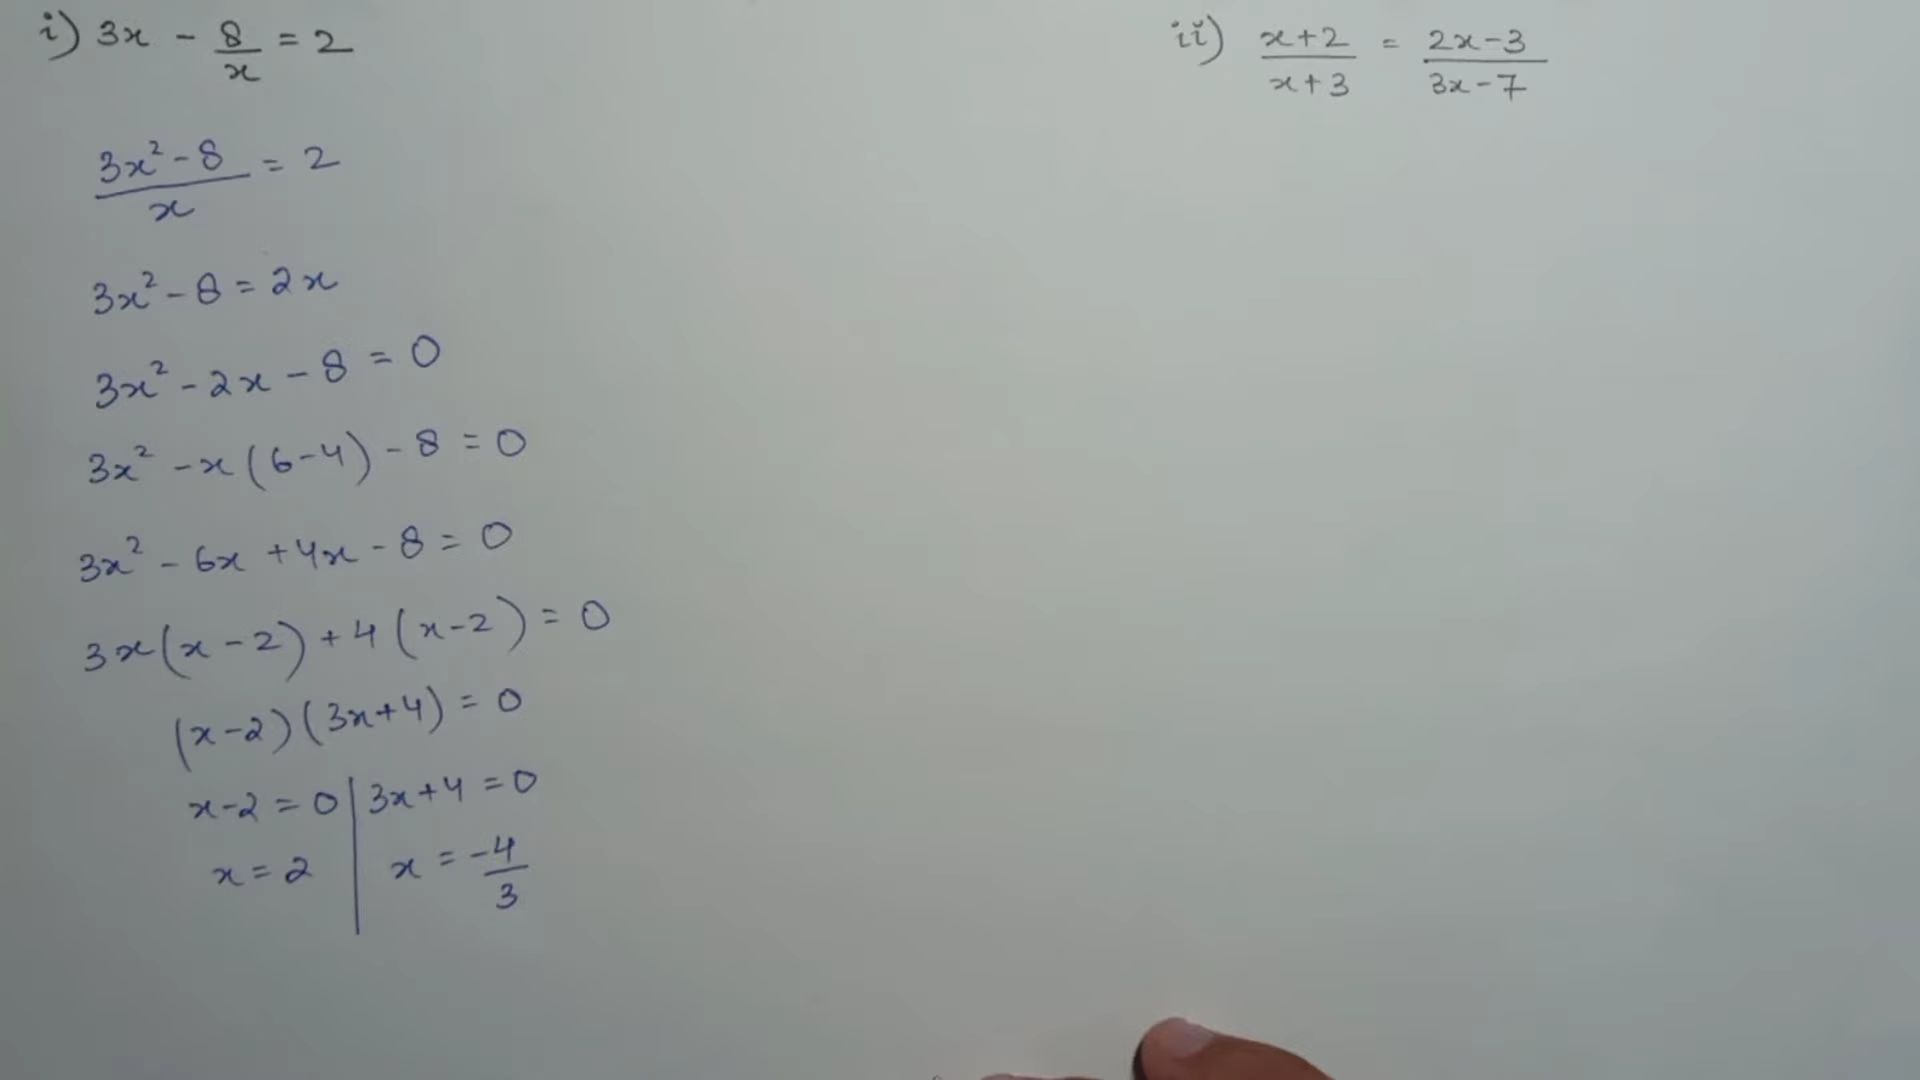 i) 3x - 8/x = 2
(3x² - 8)/x = 2
3x² - 8 = 2x
3x² - 2x - 8 = 0
3x² - x(6-4) - 8 = 0
3x² - 6x + 4x - 8 = 0
3x(x-2) + 4(x-2) = 0
(x-2)(3x+4) = 0
x-2 = 0 | 3x+4 = 0
x = 2 | x = -4/3
ii) (x+2)/(x+3) = (2x-3)/(3x-7)